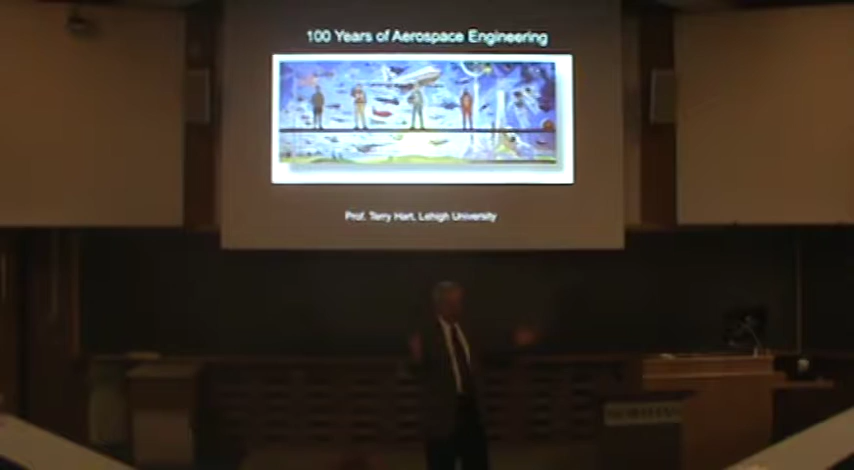 100 Years of Aerospace Engineering
Prof. Terry Hart, Lehigh University